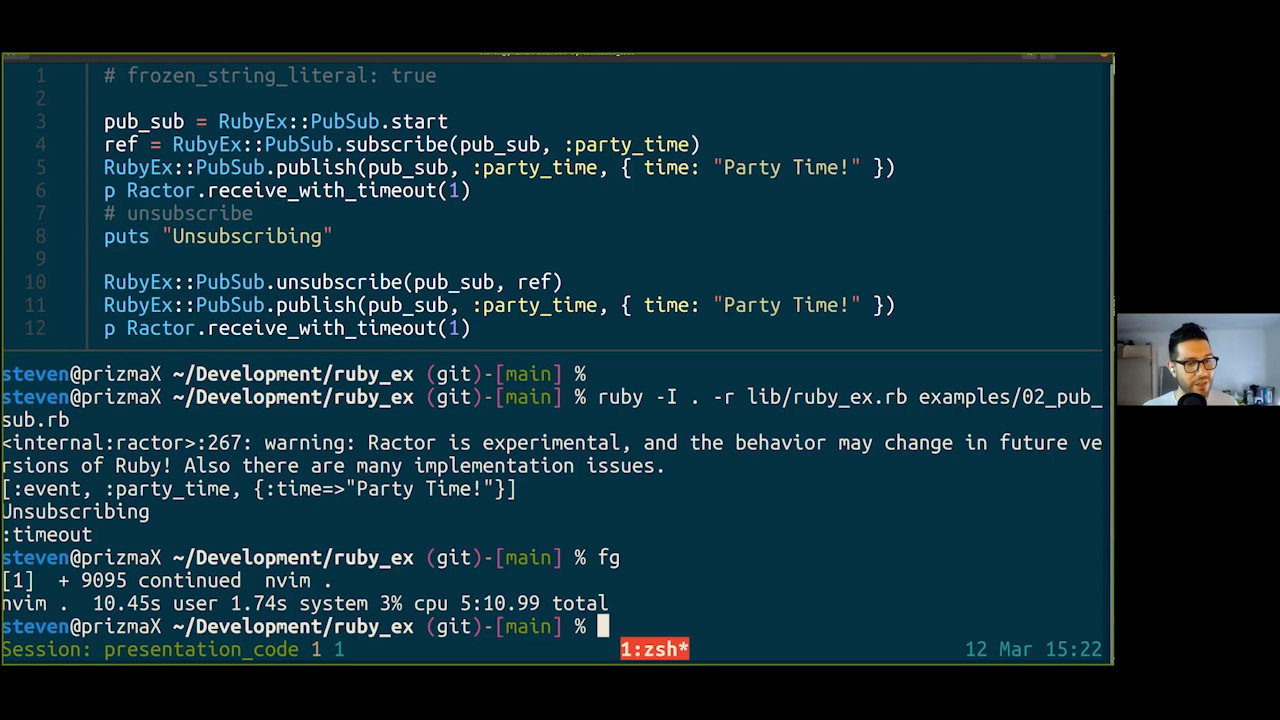 1 # frozen_string_literal: true
2
3 pub_sub = RubyEx::PubSub.start
4 ref = RubyEx::PubSub.subscribe(pub_sub, :party_time)
5 RubyEx::PubSub.publish(pub_sub, :party_time, { time: "Party Time!" })
6 p Ractor.receive_with_timeout(1)
7 # unsubscribe
8 puts "Unsubscribing"
9
10 RubyEx::PubSub.unsubscribe(pub_sub, ref)
11 RubyEx::PubSub.publish(pub_sub, :party_time, { time: "Party Time!" })
12 p Ractor.receive_with_timeout(1)
steven@prizmaX ~/Development/ruby_ex (git)-[main] %
steven@prizmaX ~/Development/ruby_ex (git)-[main] % ruby -I . -r lib/ruby_ex.rb examples/02_pub_
sub.rb
<internal:ractor>:267: warning: Ractor is experimental, and the behavior may change in future ve
rsions of Ruby! Also there are many implementation issues.
[:event, :party_time, {:time=>"Party Time!"}]
Unsubscribing
:timeout
steven@prizmaX ~/Development/ruby_ex (git)-[main] % fg
[1]  + 9095 continued  nvim .
nvim .  10.45s user 1.74s system 3% cpu 5:10.99 total
steven@prizmaX ~/Development/ruby_ex (git)-[main] %
Session: presentation_code 1 1 1:zsh* 12 Mar 15:22